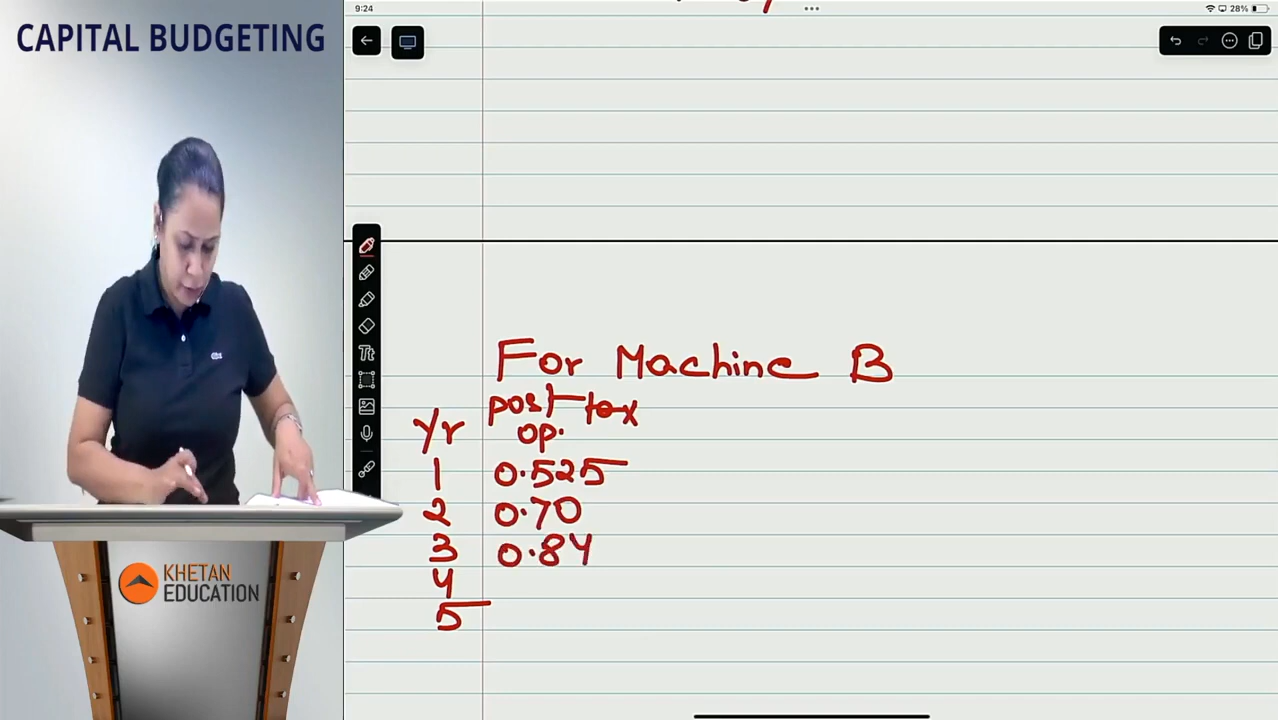 CAPITAL BUDGETING
9:24
28%
Tt
For Machine B
Yr
post-tax
op.
1 0.525
2 0.70
3 0.84
4
5
KHETAN
EDUCATION